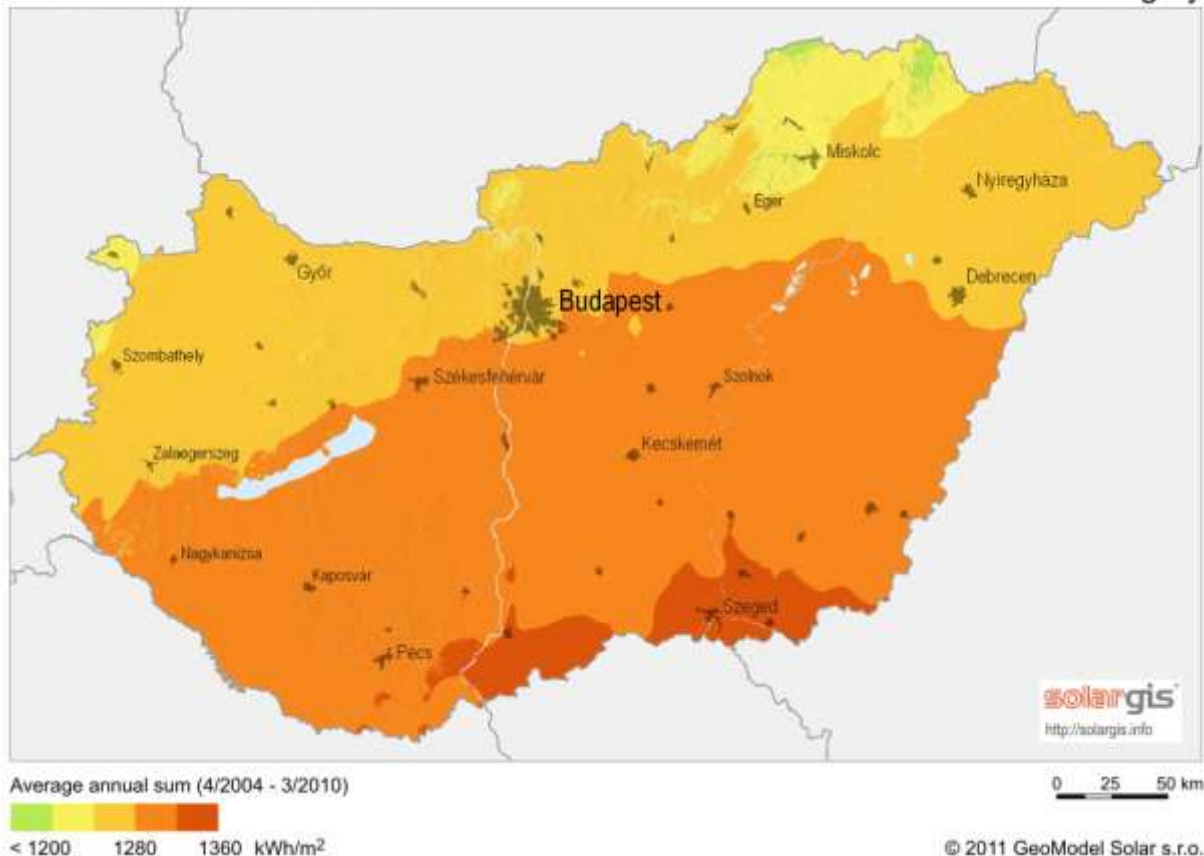 Miskolc
Nyíregyháza
Eger
Győr
Debrecen
Budapest
Szombathely
Székesfehérvár
Szolnok
Zalaegerszeg
Kecskemét
Nagykanizsa
Kaposvár
Szeged
Pécs
solargis
http://solargis.info
Average annual sum (4/2004 - 3/2010)
0 25 50 km
< 1200 1280 1360 kWh/m²
© 2011 GeoModel Solar s.r.o.